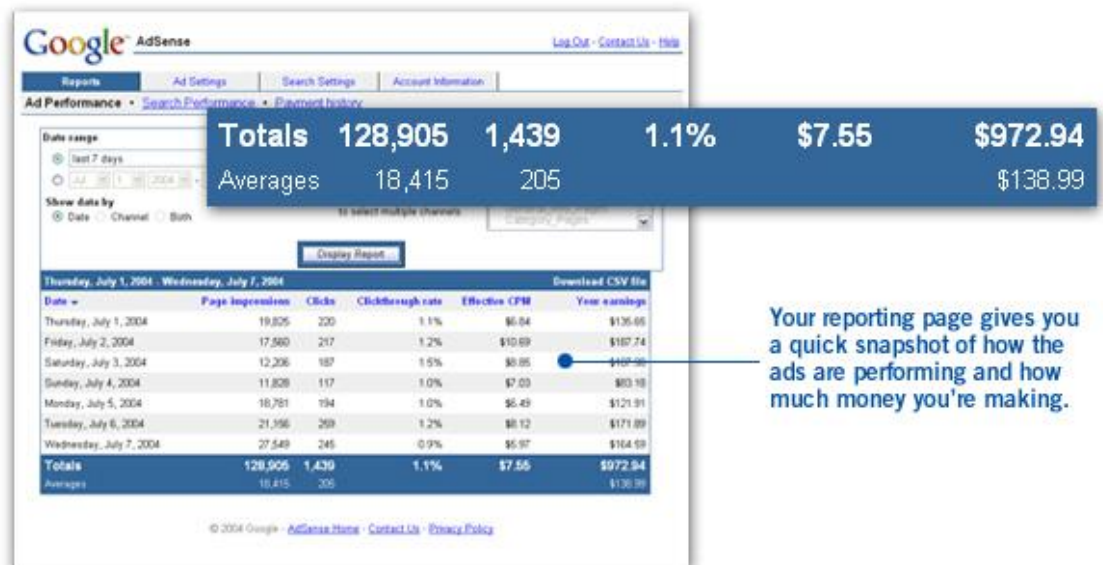 Google AdSense
Log Out - Contact Us - Help
Reports Ad Settings Search Settings Account Information
Ad Performance • Search Performance • Payment history
Totals 128,905 1,439 1.1% $7.55 $972.94
Averages 18,415 205 $138.99
Date range
last 7 days
Jul 1 2004 -
Show data by
Date Channel Both
to select multiple channels
Category_Pages
Display Report
Thursday, July 1, 2004 - Wednesday, July 7, 2004 Download CSV file
Date Page impressions Clicks Clickthrough rate Effective CPM Your earnings
Thursday, July 1, 2004 19,825 220 1.1% $6.84
Friday, July 2, 2004 17,560 217 1.2% $10.69 $187.74
Saturday, July 3, 2004 12,206 187 1.5% $8.85
Sunday, July 4, 2004 11,828 117 1.0% $7.03 $83.18
Monday, July 5, 2004 18,781 194 1.0% $6.49 $121.91
Tuesday, July 6, 2004 21,156 259 1.2% $8.12 $171.89
Wednesday, July 7, 2004 27,549 245 0.9% $5.97 $164.59
Totals 128,905 1,439 1.1% $7.55 $972.94
Averages 18,415 205 $138.99
Your reporting page gives you
a quick snapshot of how the
ads are performing and how
much money you're making.
© 2004 Google - AdSense Home - Contact Us - Privacy Policy